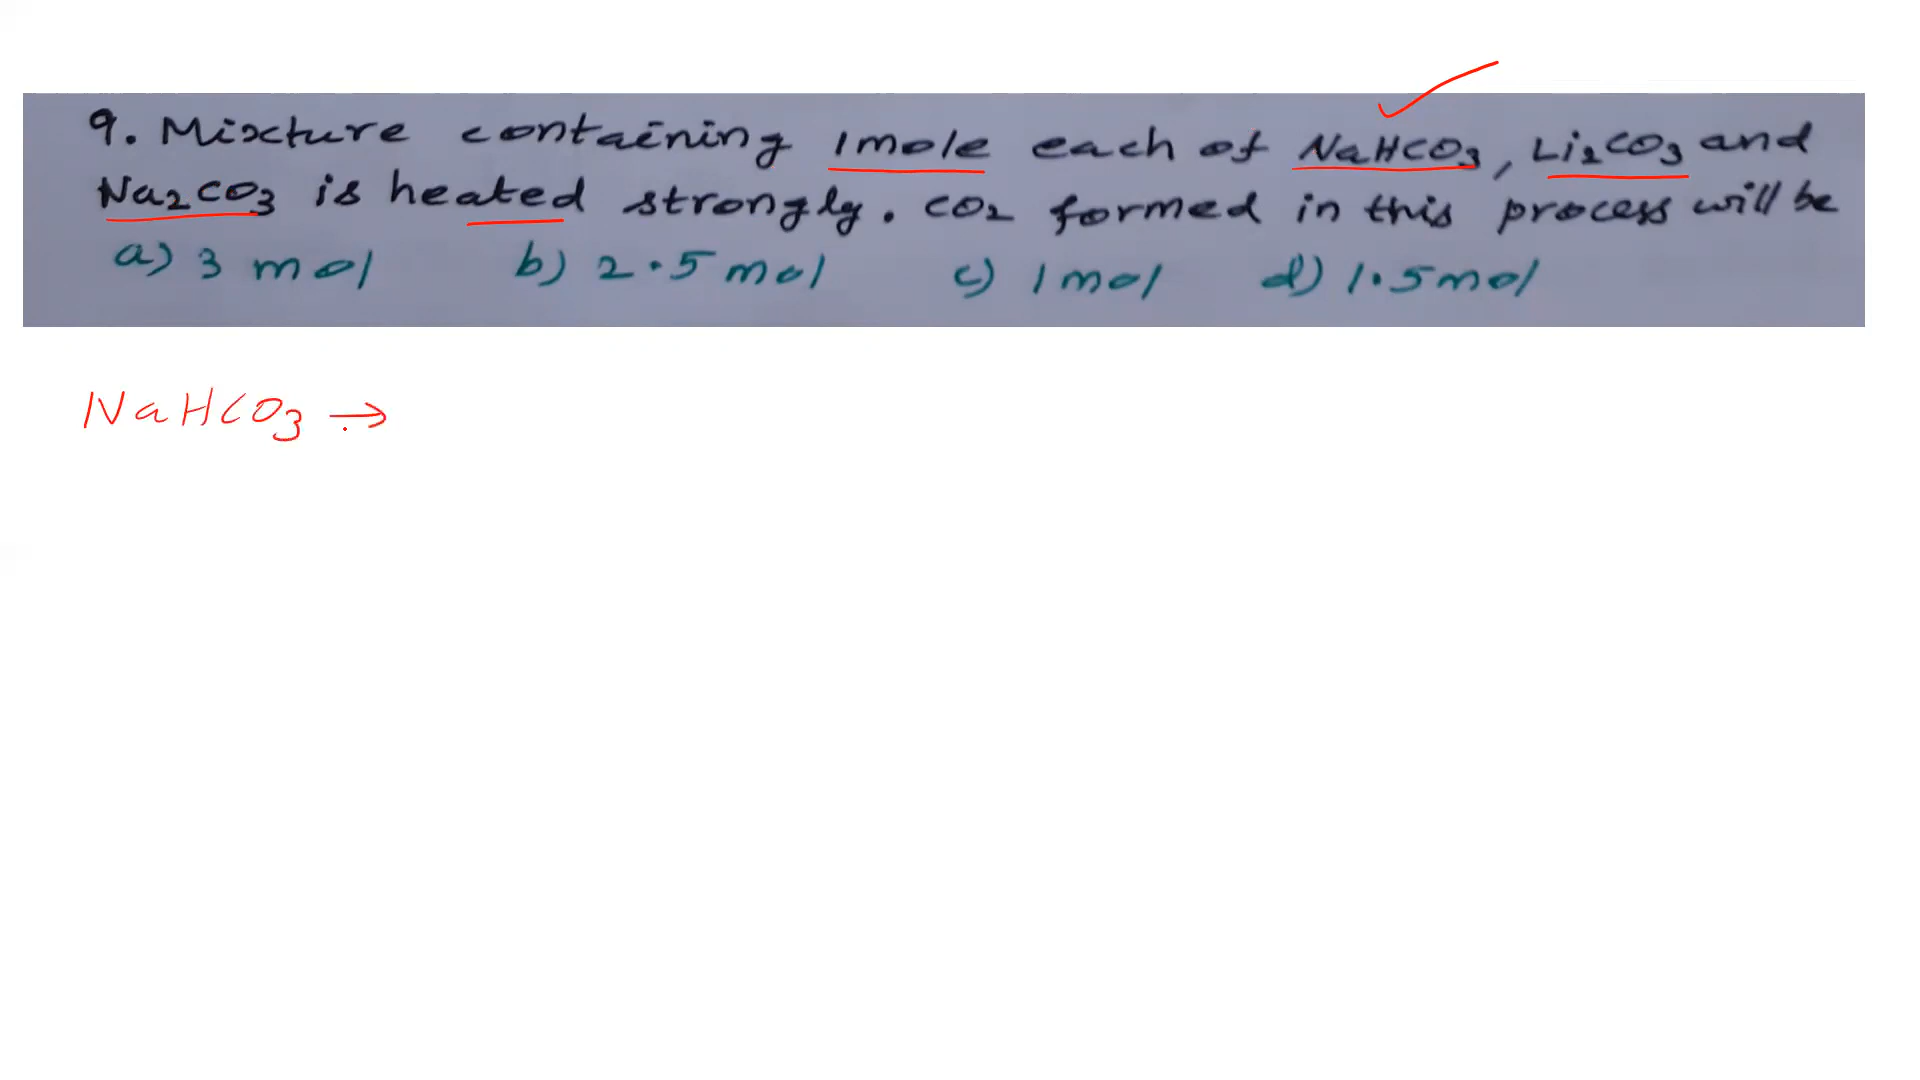 9. Mixture containing 1mole each of NaHCO3, Li2CO3 and
Na2CO3 is heated strongly. CO2 formed in this process will be
a) 3 mol b) 2.5 mol c) 1 mol d) 1.5 mol
NaHCO3 →